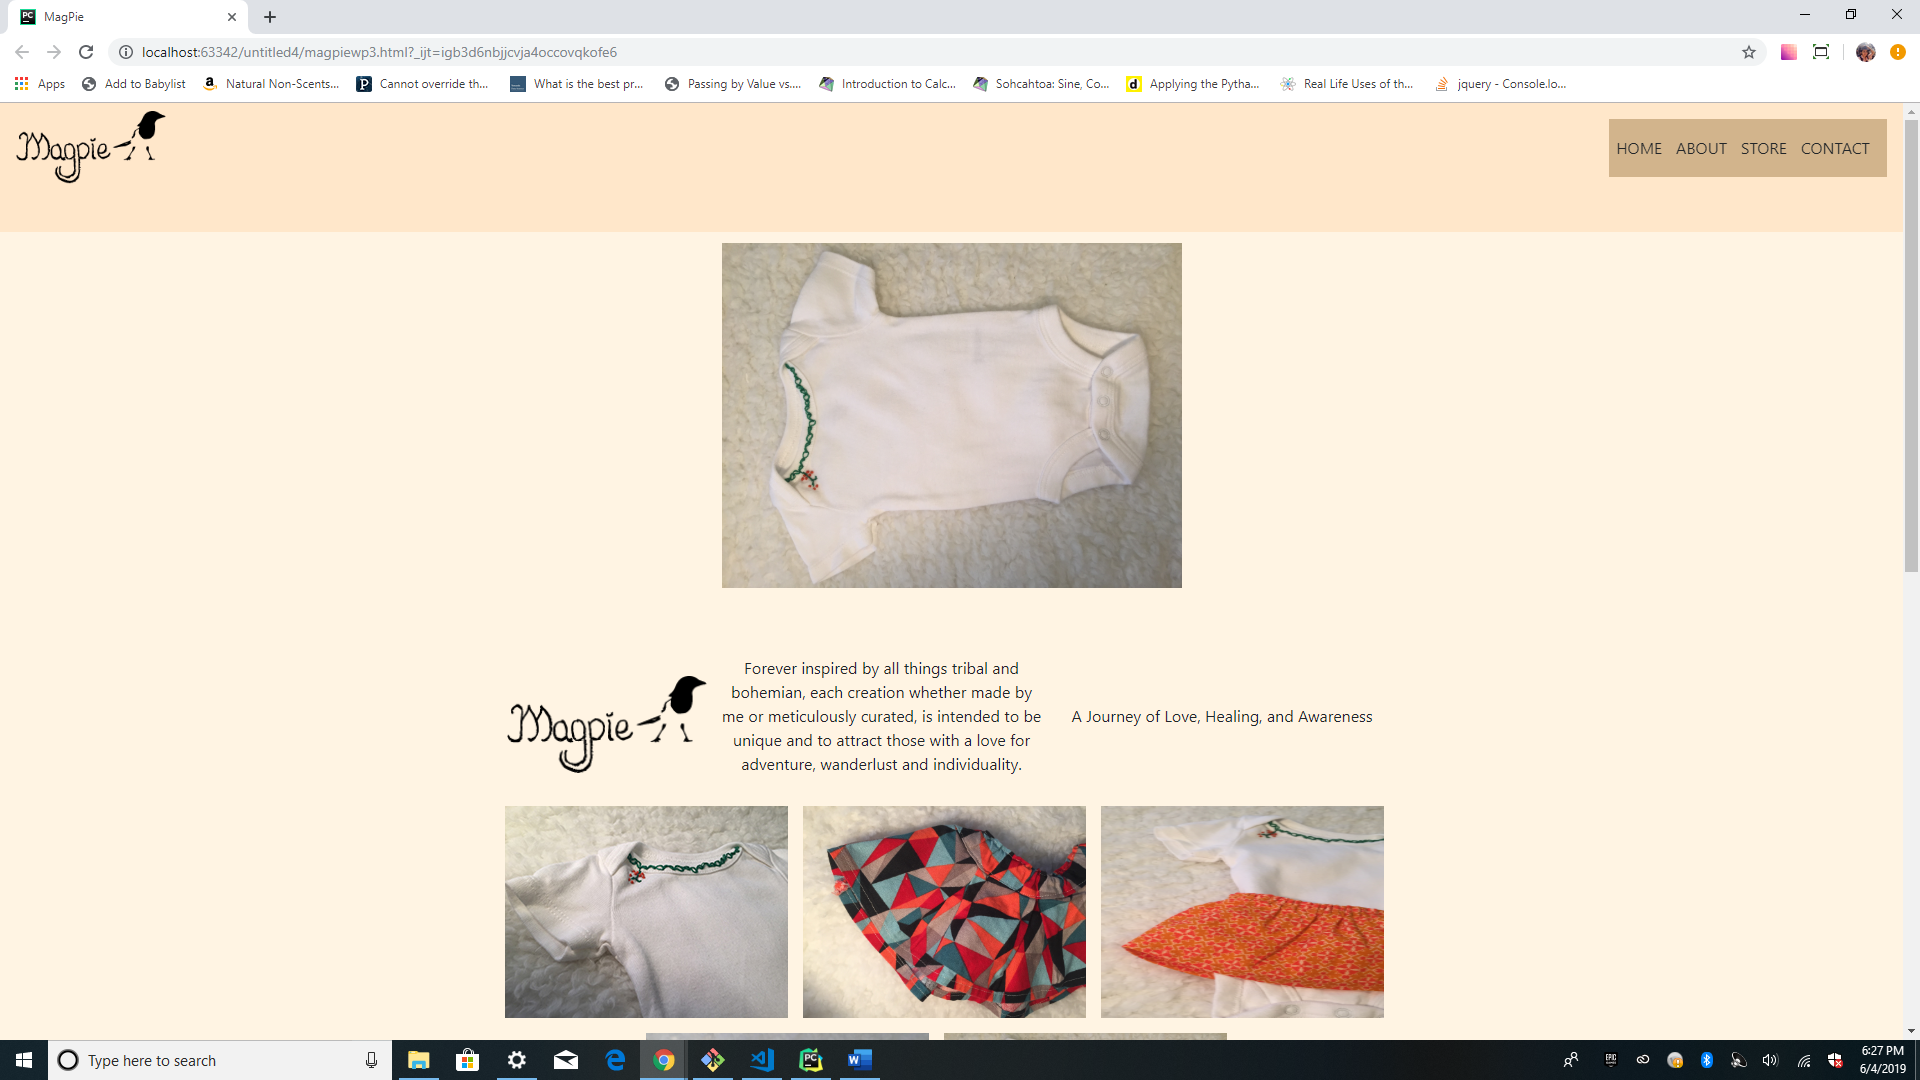 MagPie
localhost:63342/untitled4/magpiewp3.html?_ijt=igb3d6nbjjcvja4occovqkofe6
Apps Add to Babylist Natural Non-Scents... Cannot override th... What is the best pr... Passing by Value vs.... Introduction to Calc... Sohcahtoa: Sine, Co... Applying the Pytha... Real Life Uses of th... jquery - Console.lo...
Magpie
HOME ABOUT STORE CONTACT
Magpie
Forever inspired by all things tribal and
bohemian, each creation whether made by
me or meticulously curated, is intended to be
unique and to attract those with a love for
adventure, wanderlust and individuality.
A Journey of Love, Healing, and Awareness
Type here to search
6:27 PM
6/4/2019